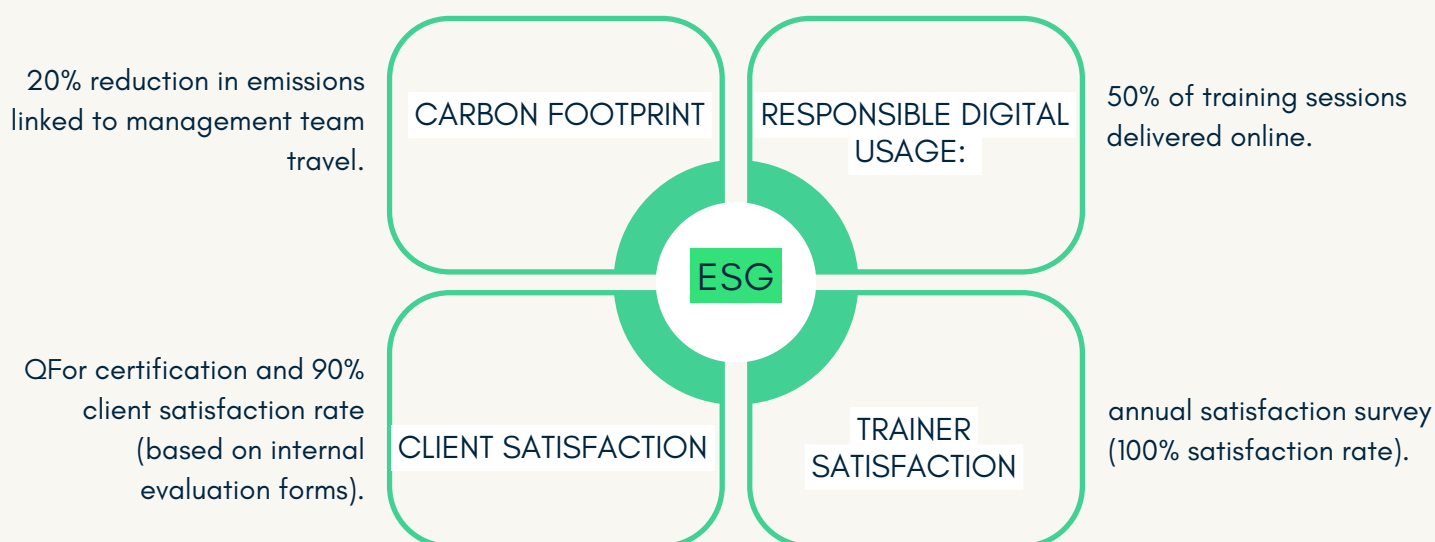 20% reduction in emissions
linked to management team
travel.
CARBON FOOTPRINT
RESPONSIBLE DIGITAL
USAGE:
50% of training sessions
delivered online.
ESG
QFor certification and 90%
client satisfaction rate
(based on internal
evaluation forms).
CLIENT SATISFACTION
TRAINER
SATISFACTION
annual satisfaction survey
(100% satisfaction rate).